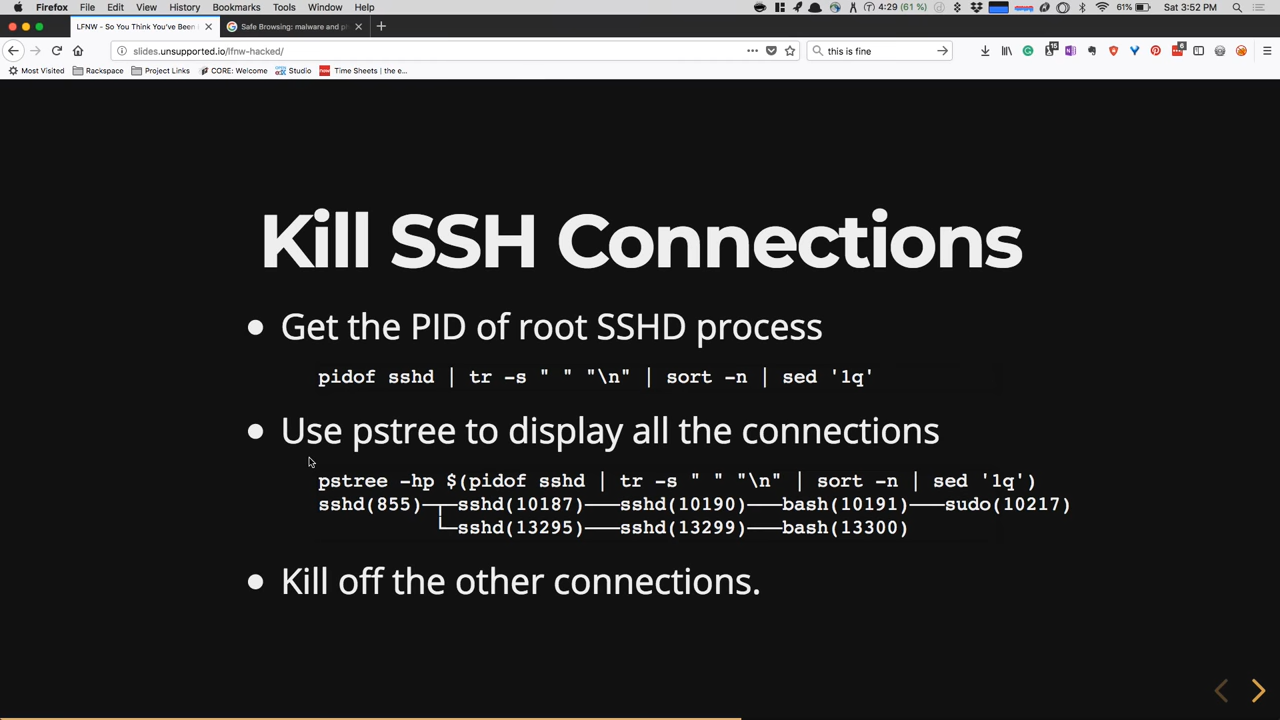 Firefox File Edit View History Bookmarks Tools Window Help 4:29 (61 %) 61% Sat 3:52 PM
LFNW - So You Think You've Been Safe Browsing: malware and
slides.unsupported.io/lfnw-hacked/ this is fine 15 6
Most Visited Rackspace Project Links CORE: Welcome Studio Time Sheets | the e...
Kill SSH Connections
● Get the PID of root SSHD process
pidof sshd | tr -s " " "\n" | sort -n | sed '1q'
● Use pstree to display all the connections
pstree -hp $(pidof sshd | tr -s " " "\n" | sort -n | sed '1q')
sshd(855)─┬─sshd(10187)───sshd(10190)───bash(10191)───sudo(10217)
└─sshd(13295)───sshd(13299)───bash(13300)
● Kill off the other connections.